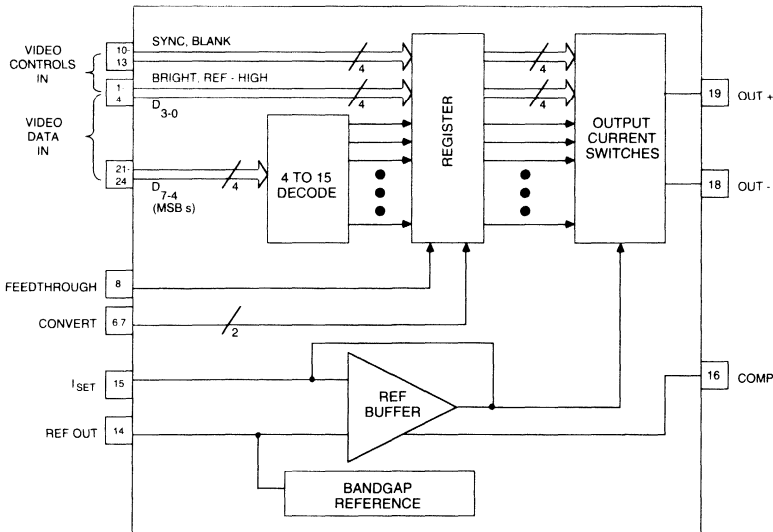 VIDEO
CONTROLS
IN
10-
13
SYNC, BLANK
4
4
BRIGHT, REF - HIGH
1-
4
D3-0
4
4
VIDEO
DATA
IN
21-
24
D7-4
(MSB s)
4
4 TO 15
DECODE
REGISTER
OUTPUT
CURRENT
SWITCHES
19
OUT +
18
OUT -
FEEDTHROUGH
8
CONVERT
6 7
2
ISET
15
REF OUT
14
REF
BUFFER
16
COMP
BANDGAP
REFERENCE